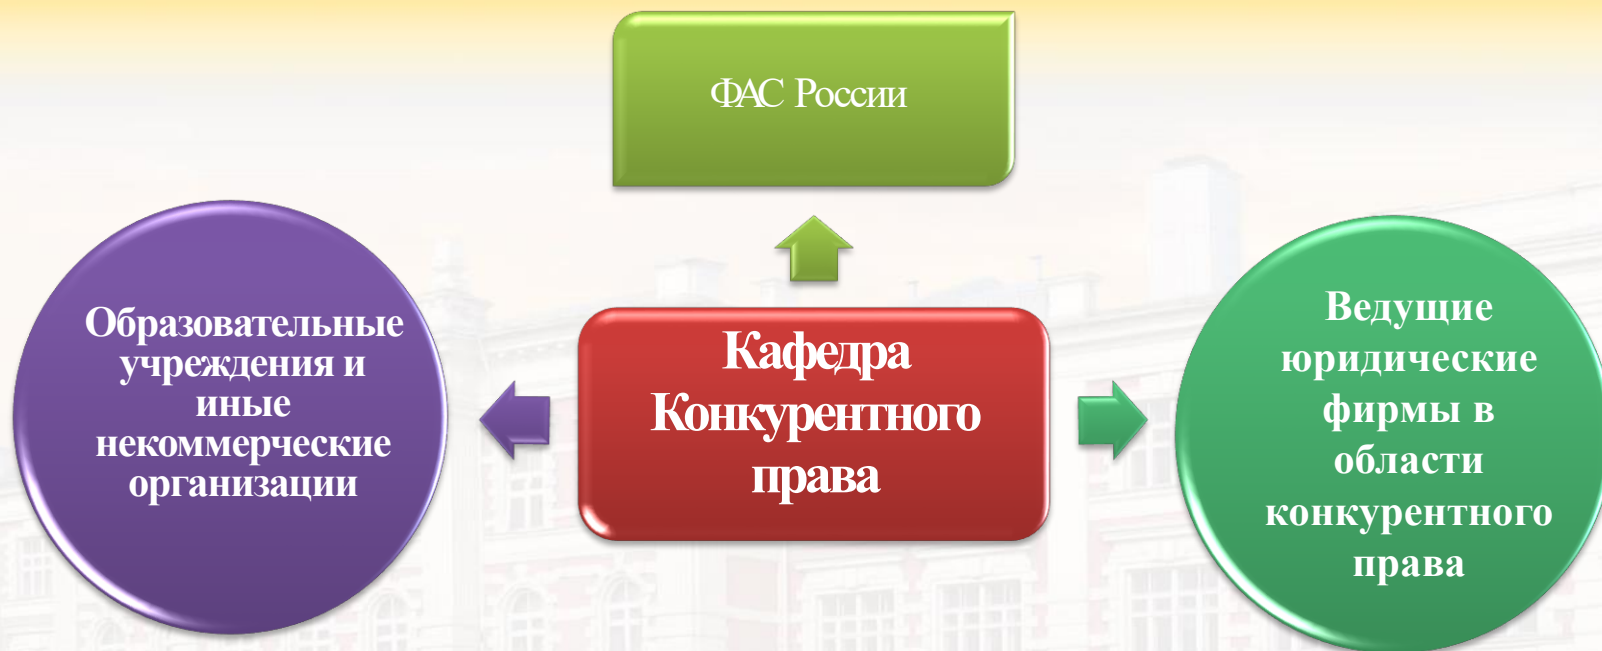 ФАС России
Образовательные
учреждения и
иные
некоммерческие
организации
Кафедра
Конкурентного
права
Ведущие
юридические
фирмы в
области
конкурентного
права